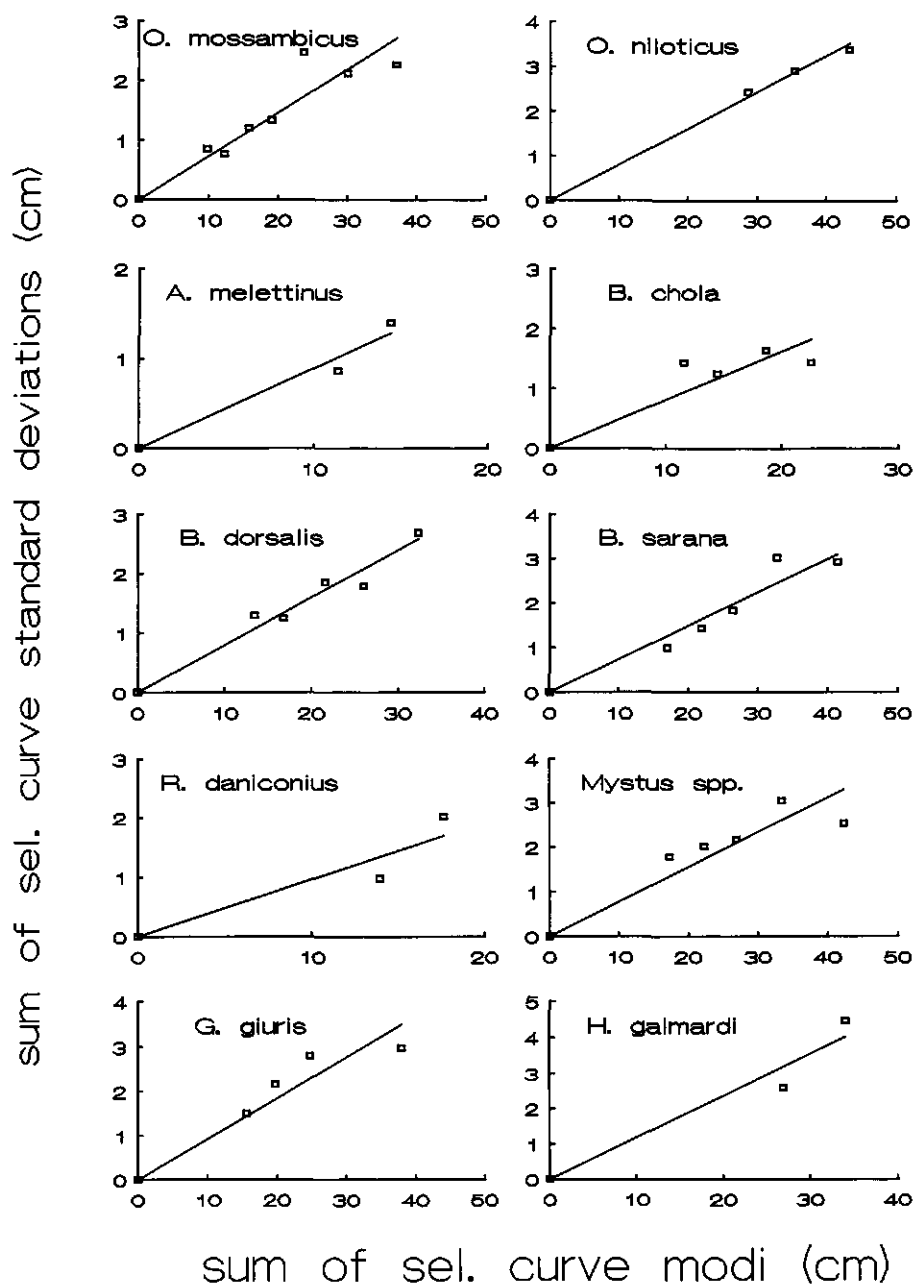 sum of sel. curve standard deviations (cm)
O. mossambicus
3
2
1
0
0 10 20 30 40 50
O. niloticus
4
3
2
1
0
0 10 20 30 40 50
A. melettinus
2
1
0
0 10 20
B. chola
3
2
1
0
0 10 20 30
B. dorsalis
3
2
1
0
0 10 20 30 40
B. sarana
4
3
2
1
0
0 10 20 30 40 50
R. daniconius
3
2
1
0
0 10 20
Mystus spp.
4
3
2
1
0
0 10 20 30 40 50
G. giuris
4
3
2
1
0
0 10 20 30 40 50
H. gaimardi
5
4
3
2
1
0
0 10 20 30 40
sum of sel. curve modi (cm)